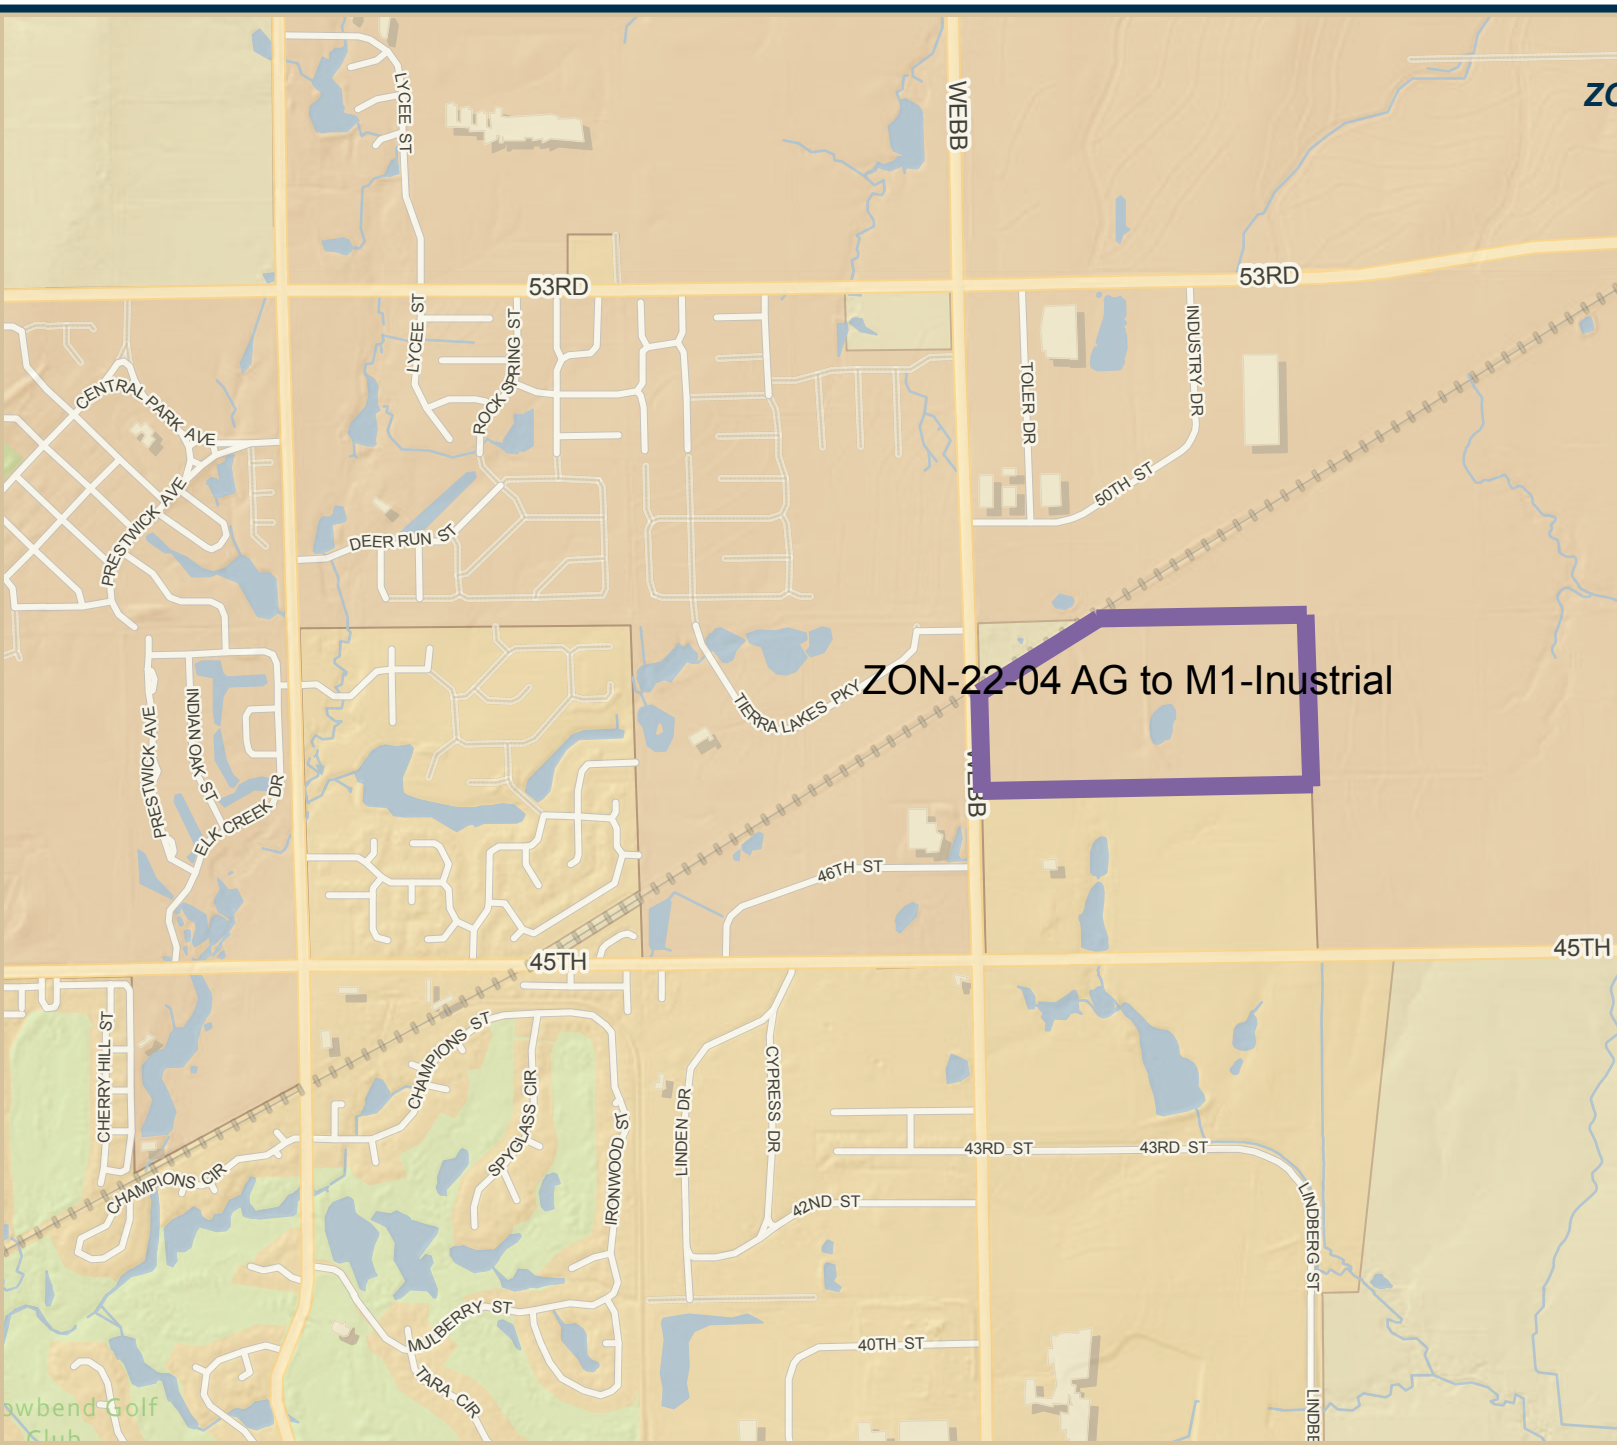 ZO
LYCEE ST
WEBB
53RD
53RD
LYCEE ST
ROCK SPRING ST
INDUSTRY DR
TOLER DR
CENTRAL PARK AVE
50TH ST
PRESTWICK AVE
DEER RUN ST
ZON-22-04 AG to M1-Inustrial
TIERRA LAKES PKY
INDIAN OAK ST
PRESTWICK AVE
ELK CREEK DR
WEBB
46TH ST
45TH
45TH
CHERRY HILL ST
CHAMPIONS ST
SPYGLASS CIR
IRONWOOD ST
LINDEN DR
CYPRESS DR
43RD ST
43RD ST
CHAMPIONS CIR
42ND ST
LINDBERG ST
MULBERRY ST
40TH ST
TARA CIR
LINDBE
owbend Golf
Club